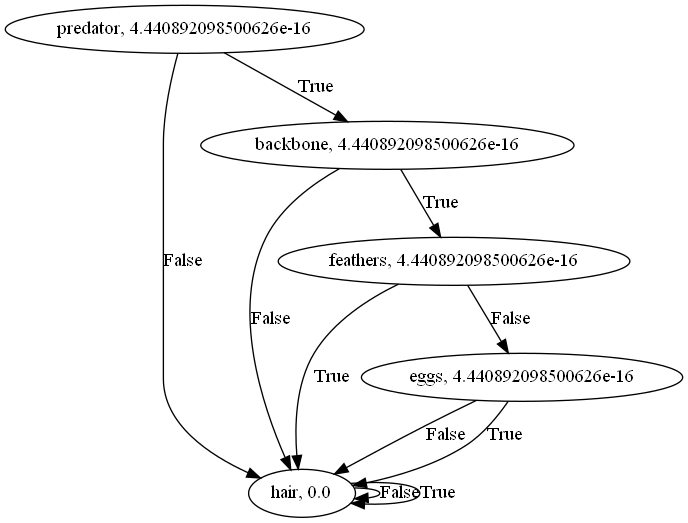 predator, 4.440892098500626e-16
True
backbone, 4.440892098500626e-16
True
False
feathers, 4.440892098500626e-16
False
False
True
eggs, 4.440892098500626e-16
False
True
hair, 0.0
False
True